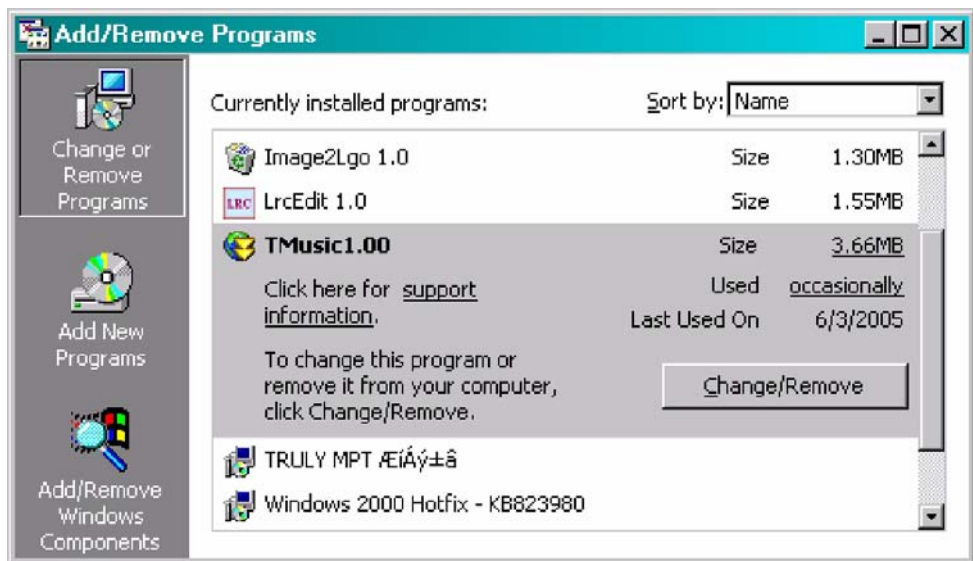 Add/Remove Programs
Change or
Remove
Programs
Add New
Programs
Add/Remove
Windows
Components
Currently installed programs:
Sort by: Name
Image2Lgo 1.0 Size 1.30MB
LRC LrcEdit 1.0 Size 1.55MB
TMusic1.00 Size 3.66MB
Click here for support Used occasionally
information. Last Used On 6/3/2005
To change this program or
remove it from your computer,
click Change/Remove.
Change/Remove
TRULY MPT ÆíÁý±â
Windows 2000 Hotfix - KB823980